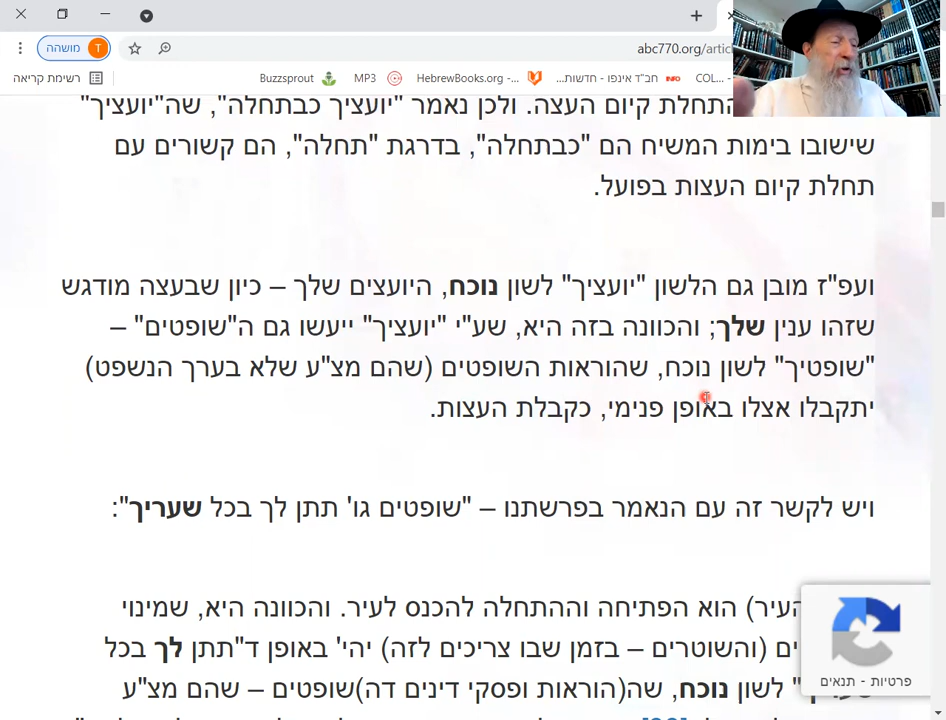 abc770.org/artic
מושהה
T
Buzzsprout
MP3
HebrewBooks.org -...
חב"ד אינפו - חדשות...
INFO
COL...
רשימת קריאה
התחלת קיום העצה. ולכן נאמר "יועציך כבתחלה", שה"יועציך"
שישובו בימות המשיח הם "כבתחלה", בדרגת "תחלה", הם קשורים עם
תחלת קיום העצות בפועל.
ועפ"ז מובן גם הלשון "יועציך" לשון נוכח, היועצים שלך – כיון שבעצה מודגש
שזהו ענין שלך; והכוונה בזה היא, שע"י "יועציך" ייעשו גם ה"שופטים" –
"שופטיך" לשון נוכח, שהוראות השופטים (שהם מצ"ע שלא בערך הנשפט)
יתקבלו אצלו באופן פנימי, כקבלת העצות.
ויש לקשר זה עם הנאמר בפרשתנו – "שופטים גו' תתן לך בכל שעריך":
העיר) הוא הפתיחה וההתחלה להכנס לעיר. והכוונה היא, שמינוי
ים (והשוטרים – בזמן שבו צריכים לזה) יהי' באופן ד"תתן לך בכל
שעריך" לשון נוכח, שה(הוראות ופסקי דינים דה)שופטים – שהם מצ"ע
פרטיות - תנאים